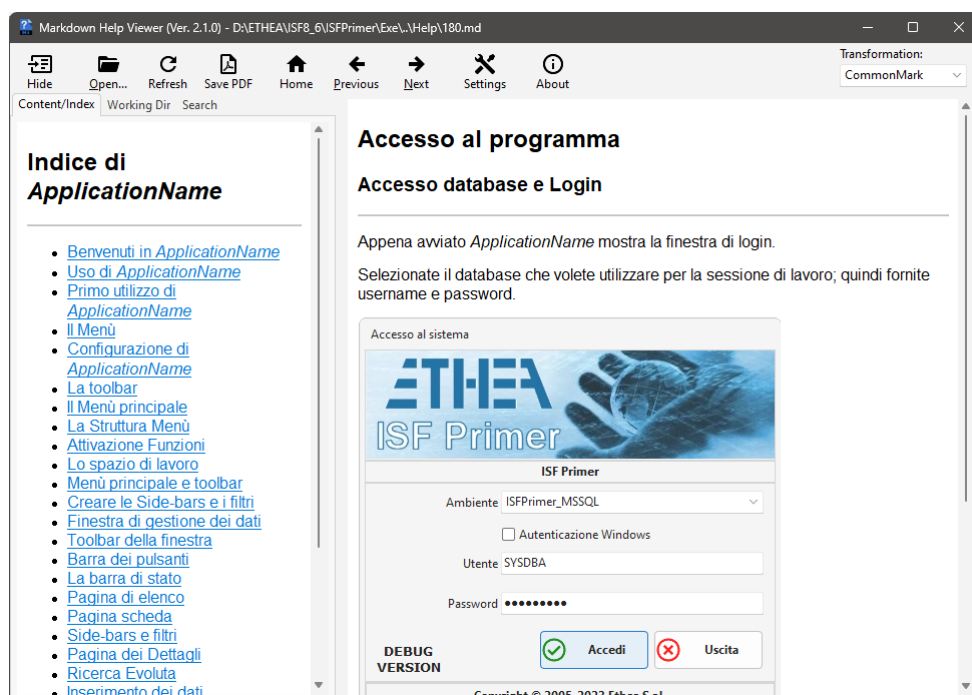 Markdown Help Viewer (Ver. 2.1.0) - D:\ETHEA\ISF8_6\ISFPrimer\Exe\..\Help\180.md
Hide Open... Refresh Save PDF Home Previous Next Settings About
Transformation:
CommonMark
Content/Index Working Dir Search
Indice di
ApplicationName
Benvenuti in ApplicationName
Uso di ApplicationName
Primo utilizzo di
ApplicationName
Il Menù
Configurazione di
ApplicationName
La toolbar
Il Menù principale
La Struttura Menù
Attivazione Funzioni
Lo spazio di lavoro
Menù principale e toolbar
Creare le Side-bars e i filtri
Finestra di gestione dei dati
Toolbar della finestra
Barra dei pulsanti
La barra di stato
Pagina di elenco
Pagina scheda
Side-bars e filtri
Pagina dei Dettagli
Ricerca Evoluta
Inserimento dei dati
Accesso al programma
Accesso database e Login
Appena avviato ApplicationName mostra la finestra di login.
Selezionate il database che volete utilizzare per la sessione di lavoro; quindi fornite
username e password.
Accesso al sistema
ETHEA
ISF Primer
ISF Primer
Ambiente ISFPrimer_MSSQL
Autenticazione Windows
Utente SYSDBA
Password
DEBUG
VERSION
Accedi Uscita